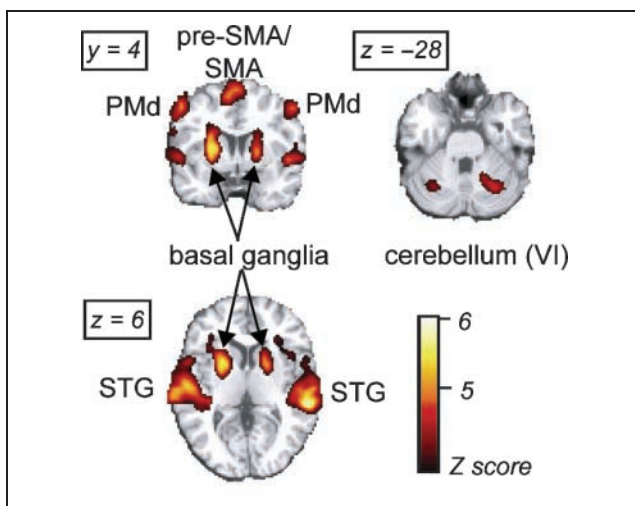 y = 4
pre-SMA/
SMA
z = –28
PMd
PMd
basal ganglia
cerebellum (VI)
z = 6
6
STG
STG
5
Z score